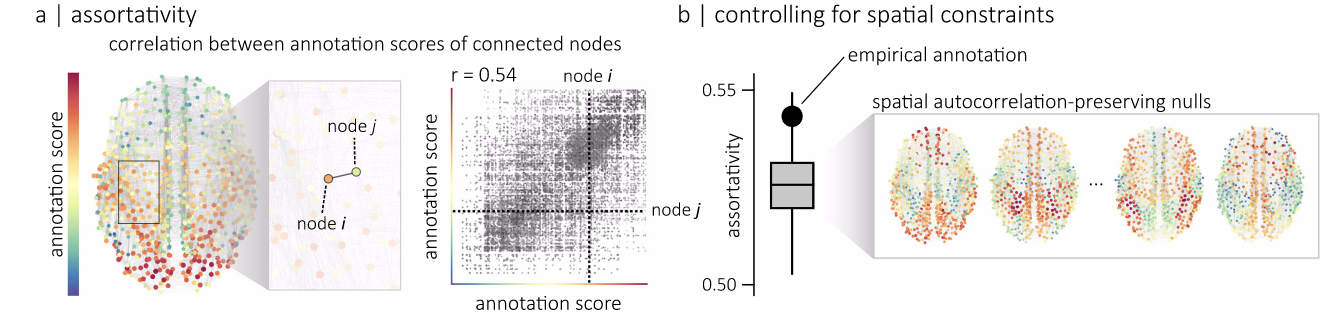 a | assortativity
correlation between annotation scores of connected nodes
annotation score
node j
node i
r = 0.54
node i
annotation score
node j
annotation score
b | controlling for spatial constraints
empirical annotation
0.55
assortativity
0.50
spatial autocorrelation-preserving nulls
...